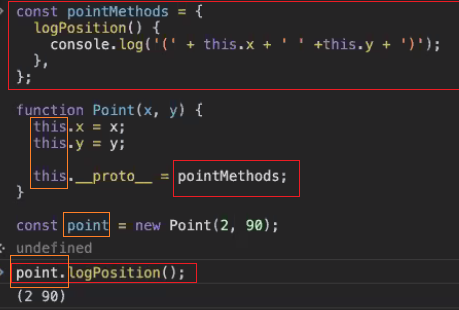 const pointMethods = {
logPosition() {
console.log('(' + this.x + ' ' +this.y + ')');
},
};
function Point(x, y) {
this.x = x;
this.y = y;
this.__proto__ = pointMethods;
}
const point = new Point(2, 90);
undefined
point.logPosition();
(2 90)